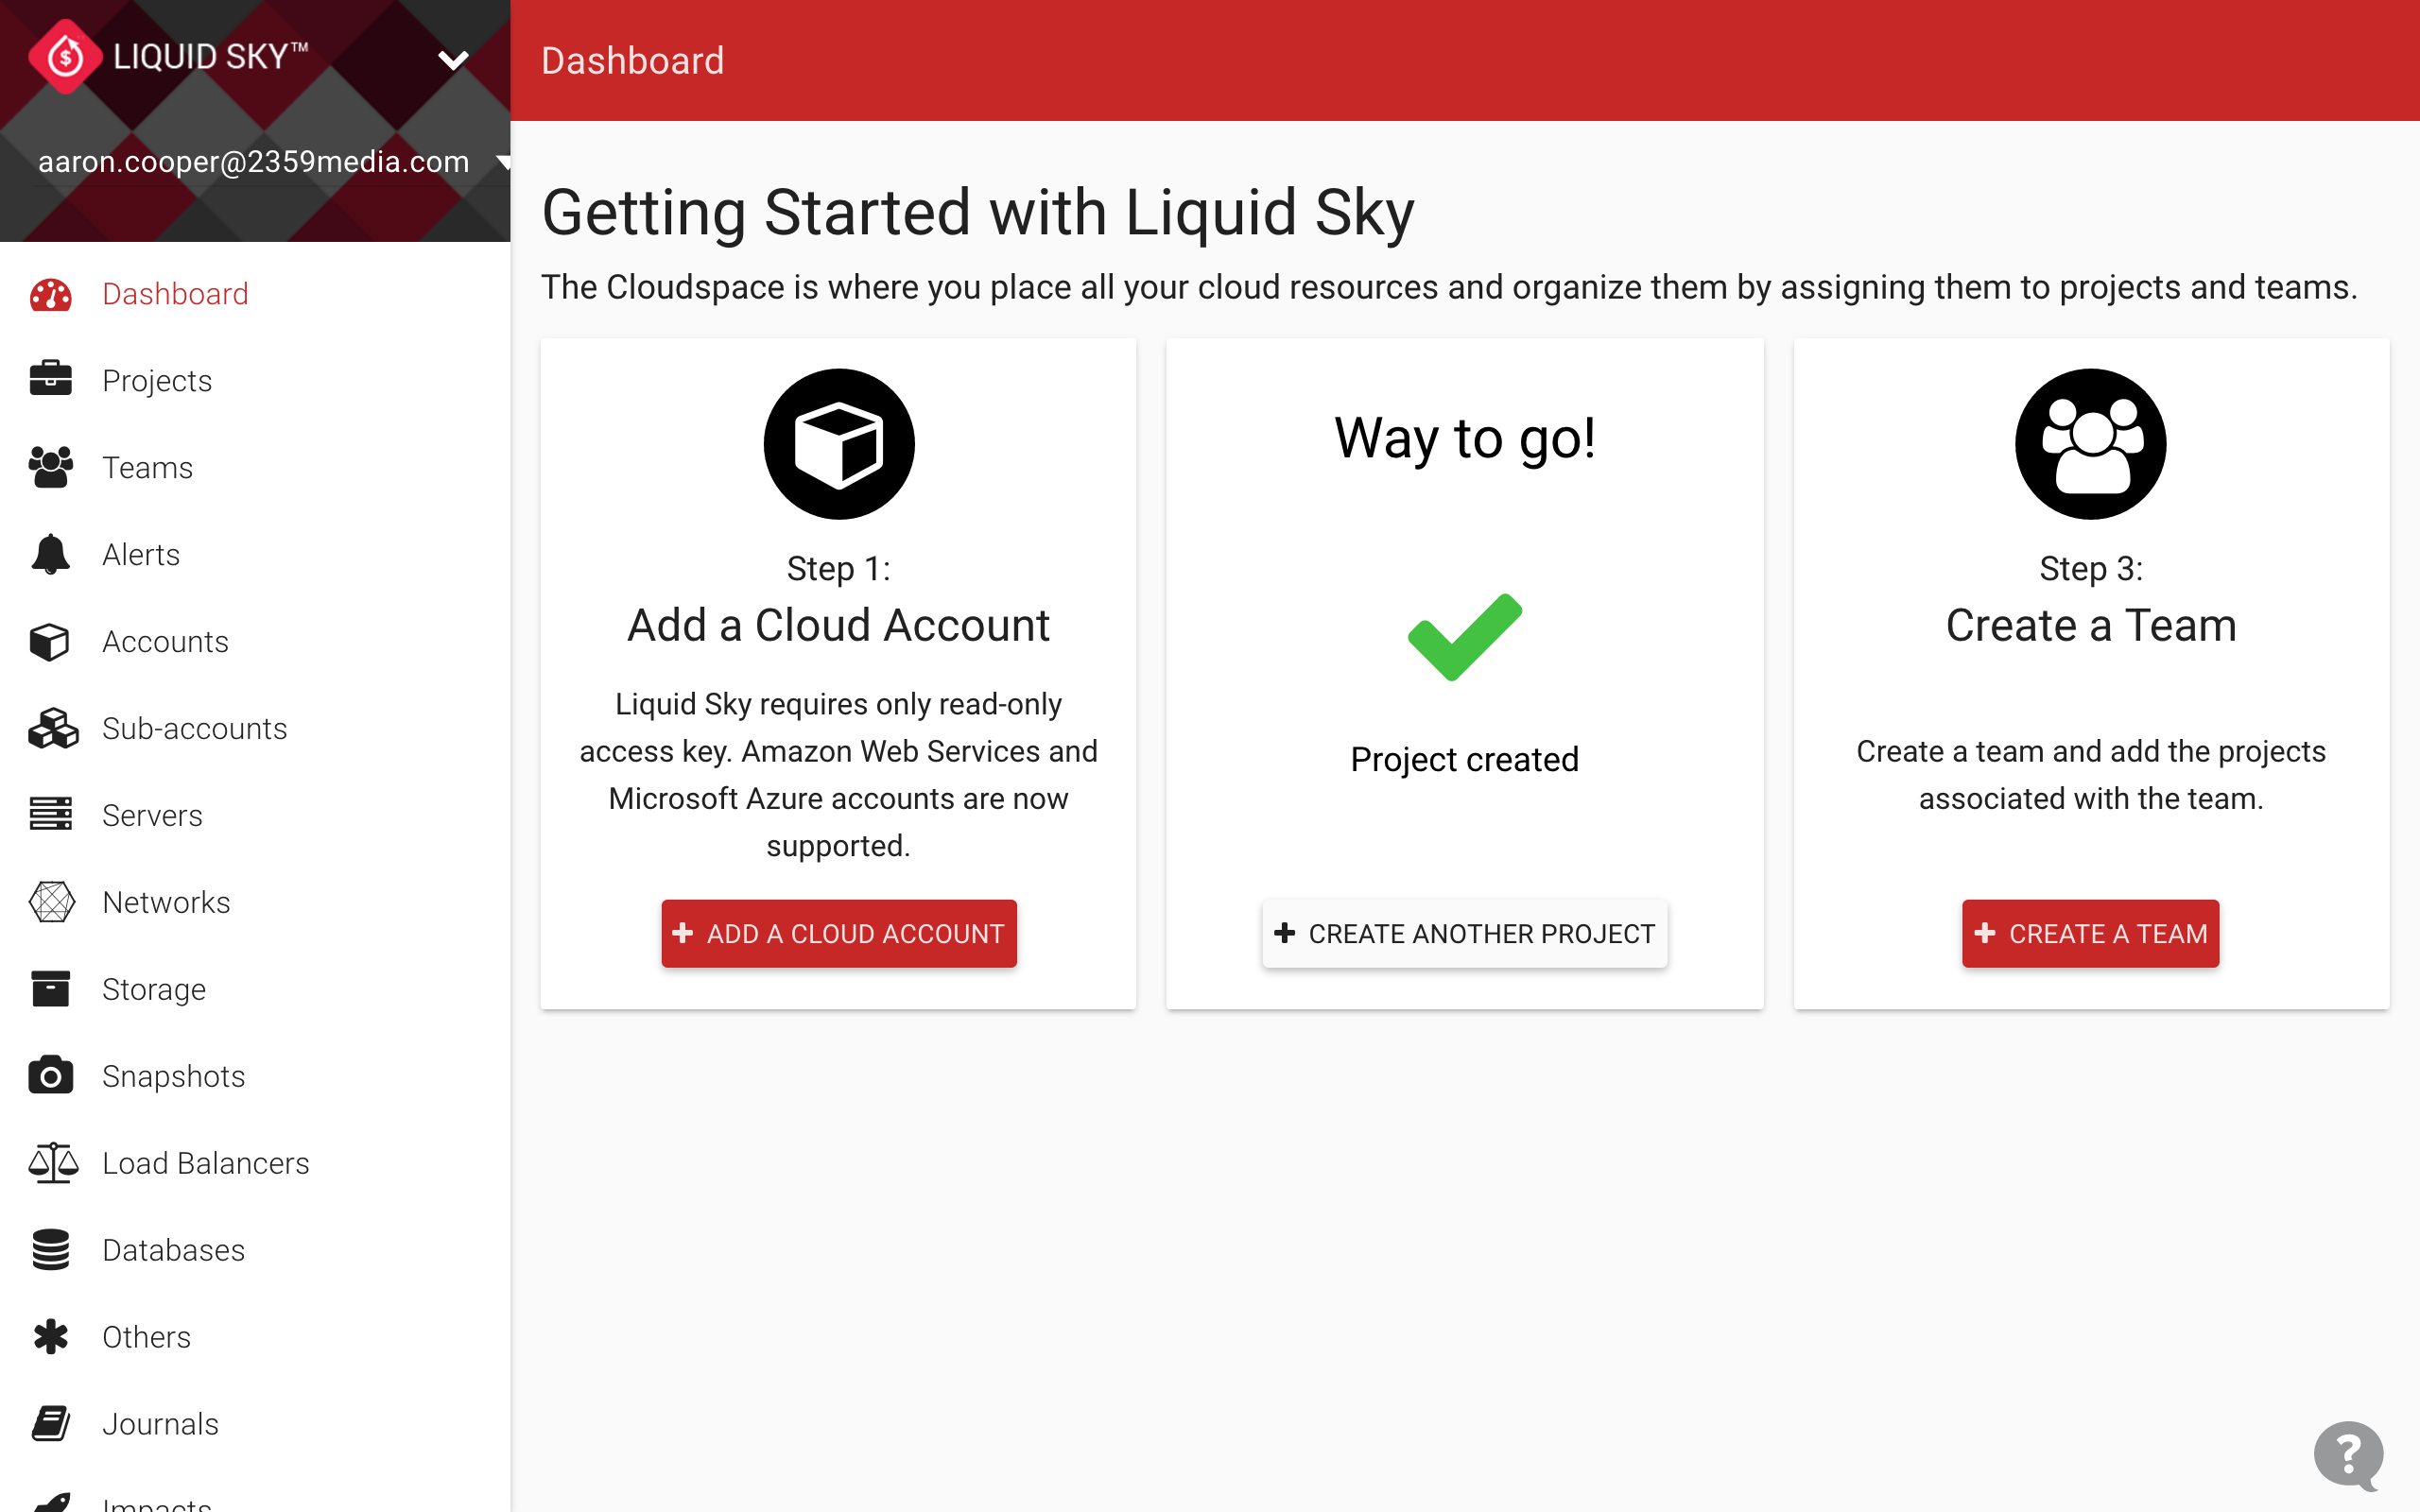 LIQUID SKY™
aaron.cooper@2359media.com
Dashboard
Projects
Teams
Alerts
Accounts
Sub-accounts
Servers
Networks
Storage
Snapshots
Load Balancers
Databases
Others
Journals
Impacts
Dashboard
Getting Started with Liquid Sky
The Cloudspace is where you place all your cloud resources and organize them by assigning them to projects and teams.
Step 1:
Add a Cloud Account
Liquid Sky requires only read-only
access key. Amazon Web Services and
Microsoft Azure accounts are now
supported.
+ ADD A CLOUD ACCOUNT
Way to go!
Project created
+ CREATE ANOTHER PROJECT
Step 3:
Create a Team
Create a team and add the projects
associated with the team.
+ CREATE A TEAM
?